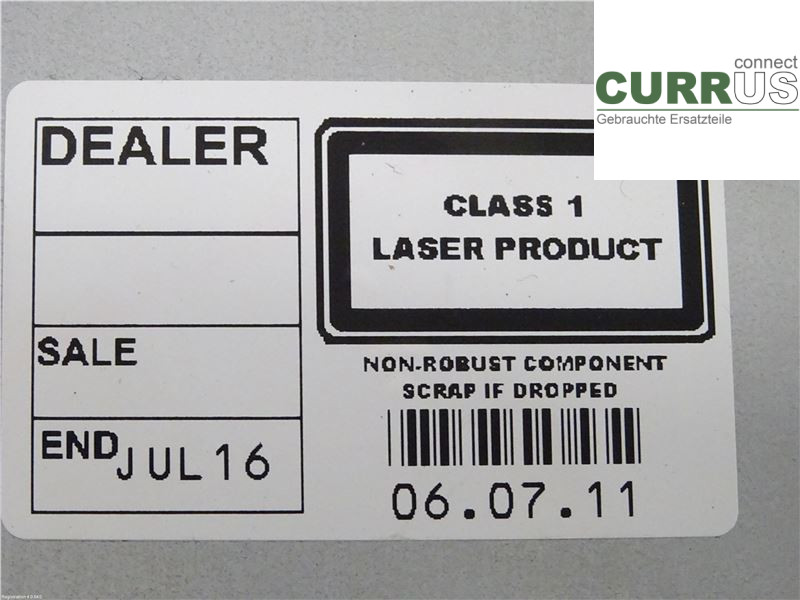 connect
CURRUS
Gebrauchte Ersatzteile
DEALER
SALE
END JUL 16
CLASS 1
LASER PRODUCT
NON-ROBUST COMPONENT
SCRAP IF DROPPED
06.07.11